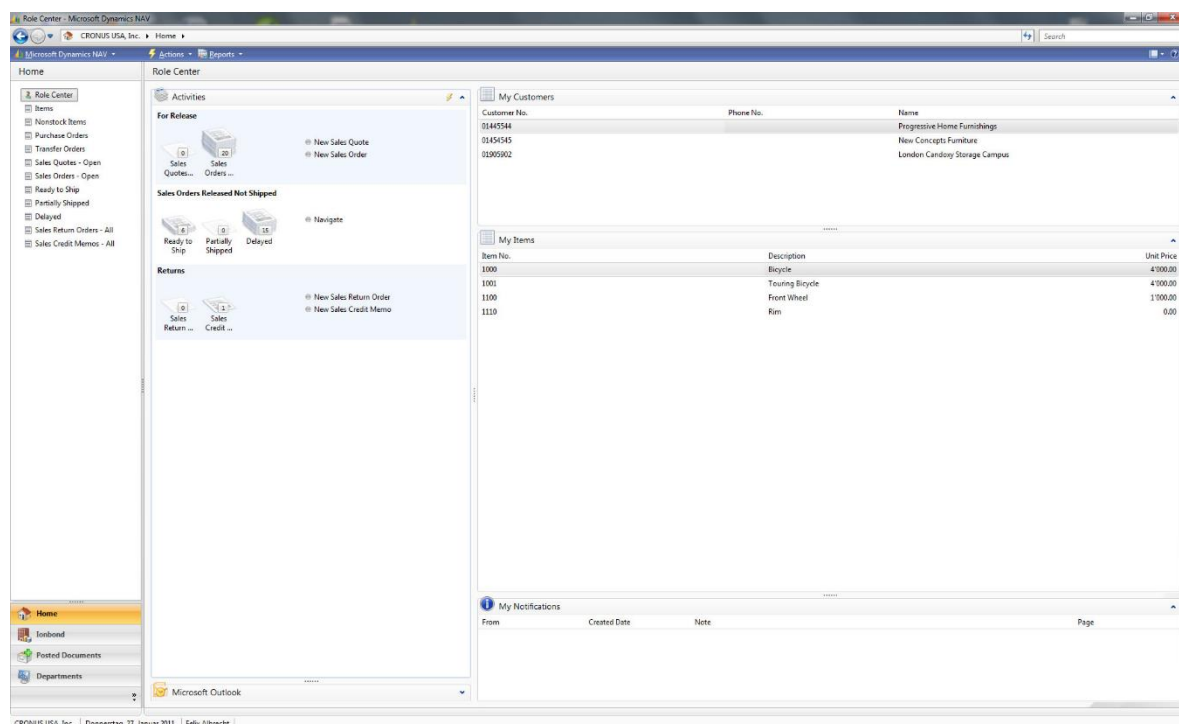 Role Center - Microsoft Dynamics NAV
CRONUS USA, Inc. Home
Search
Microsoft Dynamics NAV Actions Reports
Home
Role Center
Role Center
Items
Nonstock Items
Purchase Orders
Transfer Orders
Sales Quotes - Open
Sales Orders - Open
Ready to Ship
Partially Shipped
Delayed
Sales Return Orders - All
Sales Credit Memos - All
Home
Ionbond
Posted Documents
Departments
Activities
For Release
0 20
Sales Quotes...
Sales Orders ...
New Sales Quote
New Sales Order
Sales Orders Released Not Shipped
6 0 15
Ready to Ship
Partially Shipped
Delayed
Navigate
Returns
0 1
Sales Return ...
Sales Credit ...
New Sales Return Order
New Sales Credit Memo
Microsoft Outlook
My Customers
Customer No. Phone No. Name
01445544 Progressive Home Furnishings
01454545 New Concepts Furniture
01905902 London Candoxy Storage Campus
My Items
Item No. Description Unit Price
1000 Bicycle 4'000.00
1001 Touring Bicycle 4'000.00
1100 Front Wheel 1'000.00
1110 Rim 0.00
My Notifications
From Created Date Note Page
CRONUS USA, Inc. Donnerstag, 27. Januar 2011 Felix Albrecht